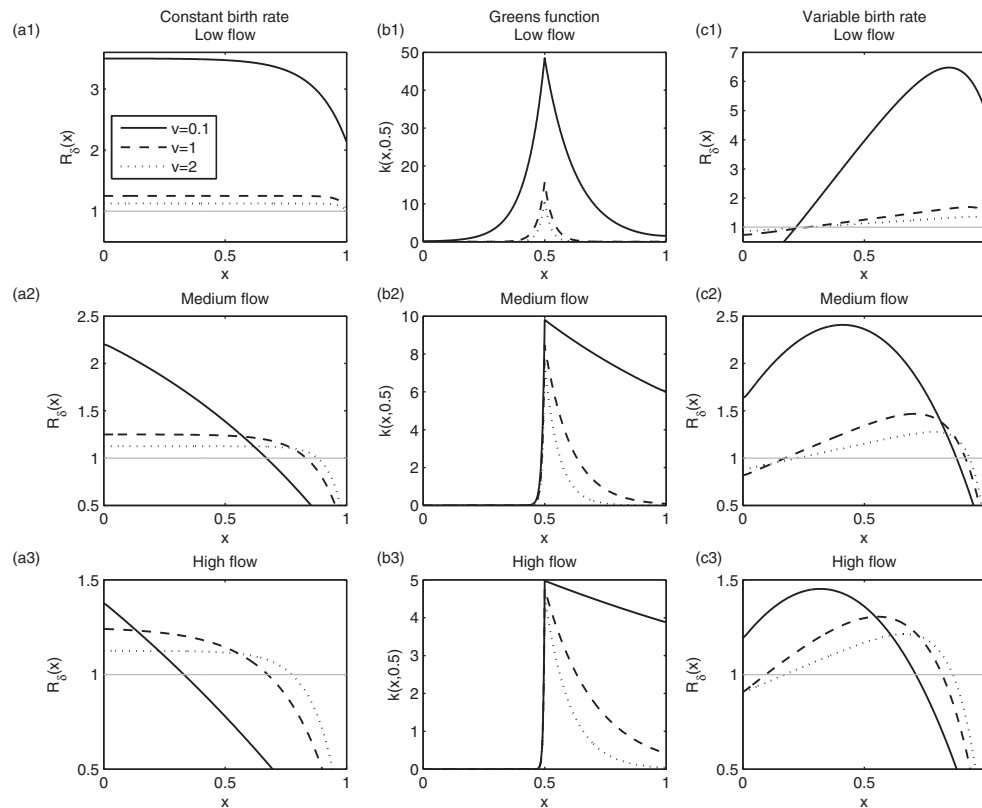 Constant birth rate
Greens function
Variable birth rate
(a1)
Low flow
(b1)
Low flow
(c1)
Low flow
3
2
1
R_δ(x)
v=0.1
v=1
v=2
0
0.5
1
x
50
40
30
20
10
0
k(x,0.5)
0
0.5
1
x
7
6
5
4
3
2
1
R_δ(x)
0
0.5
1
x
(a2)
Medium flow
(b2)
Medium flow
(c2)
Medium flow
2.5
2
1.5
1
0.5
R_δ(x)
0
0.5
1
x
10
8
6
4
2
0
k(x,0.5)
0
0.5
1
x
2.5
2
1.5
1
0.5
R_δ(x)
0
0.5
x
(a3)
High flow
(b3)
High flow
(c3)
High flow
1.5
1
0.5
R_δ(x)
0
0.5
1
x
5
4
3
2
1
0
k(x,0.5)
0
0.5
1
x
1.5
1
0.5
R_δ(x)
0
0.5
x